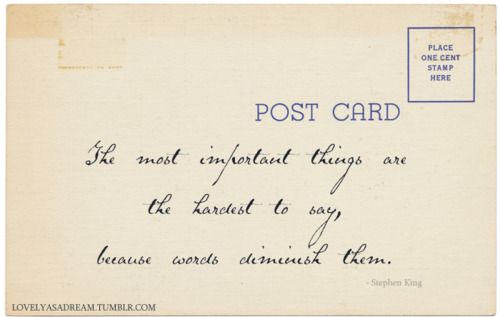 PLACE
ONE CENT
STAMP
HERE
POST CARD
The most important things are
the hardest to say,
because words diminish them.
- Stephen King
LOVELYASADREAM.TUMBLR.COM